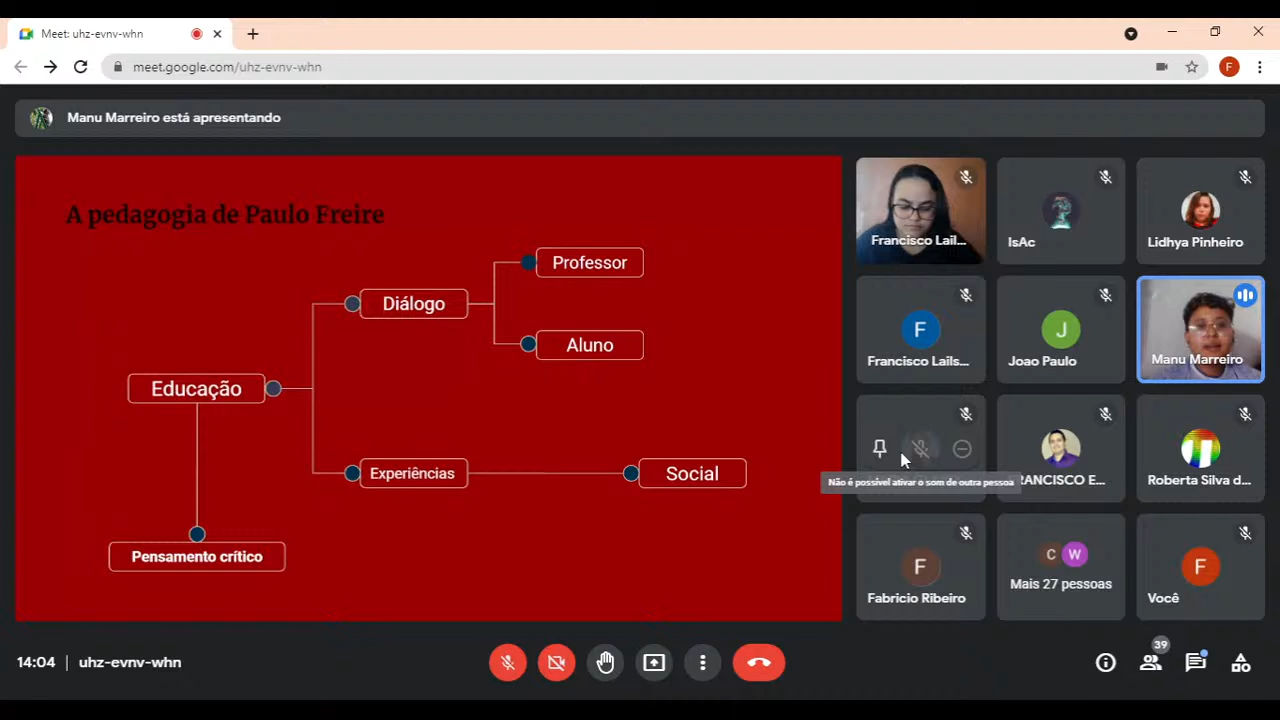 Meet: uhz-evnv-whn
meet.google.com/uhz-evnv-whn
F
Manu Marreiro está apresentando
A pedagogia de Paulo Freire
Professor
Diálogo
Aluno
Educação
Experiências
Social
Pensamento crítico
Francisco Lail...
IsAc
Lidhya Pinheiro
F
Francisco Lails...
J
Joao Paulo
Manu Marreiro
Não é possível ativar o som de outra pessoa
RANCISCO E...
Roberta Silva d...
F
Fabricio Ribeiro
C W
Mais 27 pessoas
F
Você
14:04 | uhz-evnv-whn
39